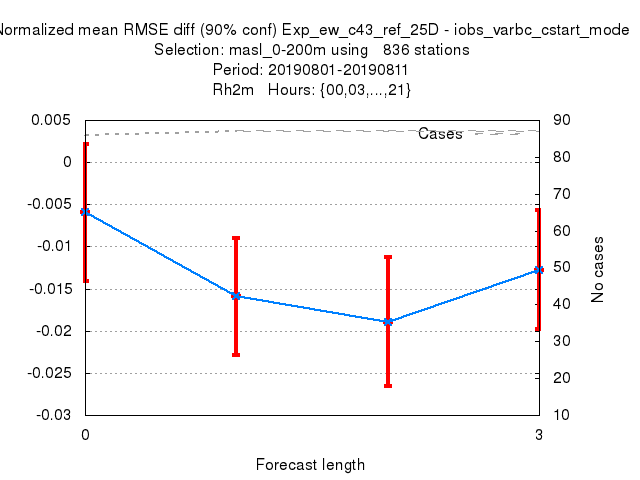 Normalized mean RMSE diff (90% conf) Exp_ew_c43_ref_25D - iobs_varbc_cstart_mode
Selection: masl_0-200m using 836 stations
Period: 20190801-20190811
Rh2m Hours: {00,03,...,21}
0.005
0
-0.005
-0.01
-0.015
-0.02
-0.025
-0.03
Cases
90
80
70
60
50
40
30
20
10
No cases
0
3
Forecast length